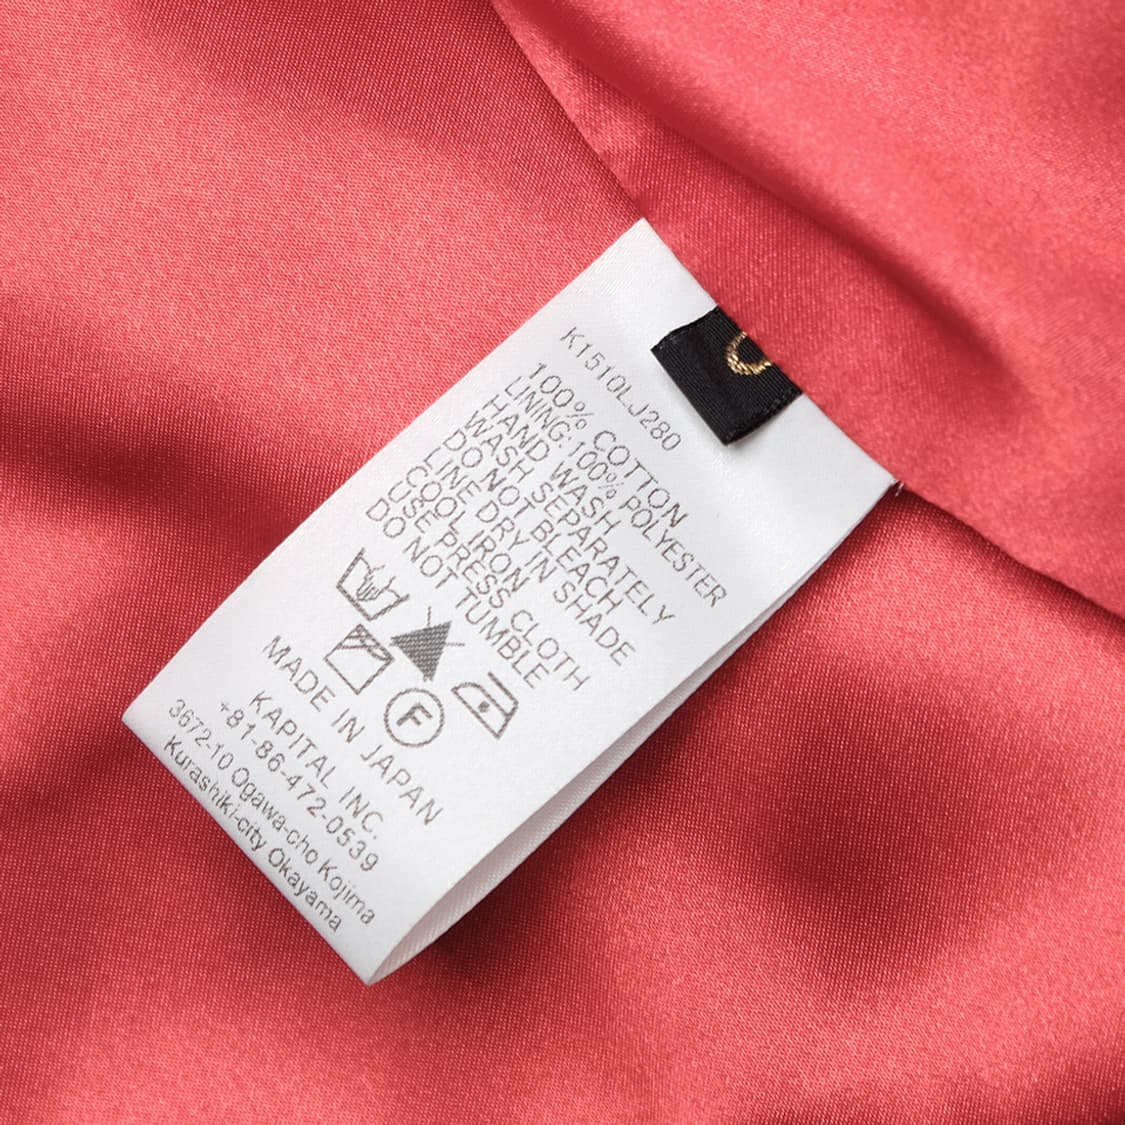 K1510LJ280
100% COTTON
LINING: 100% POLYESTER
HAND WASH
WASH SEPARATELY
DO NOT BLEACH
LINE DRY IN SHADE
COOL IRON
USE PRESS CLOTH
DO NOT TUMBLE
F
MADE IN JAPAN
KAPITAL INC.
+81-86-472-0539
3672-10 Ogawa-cho Kojima
Kurashiki-city Okayama